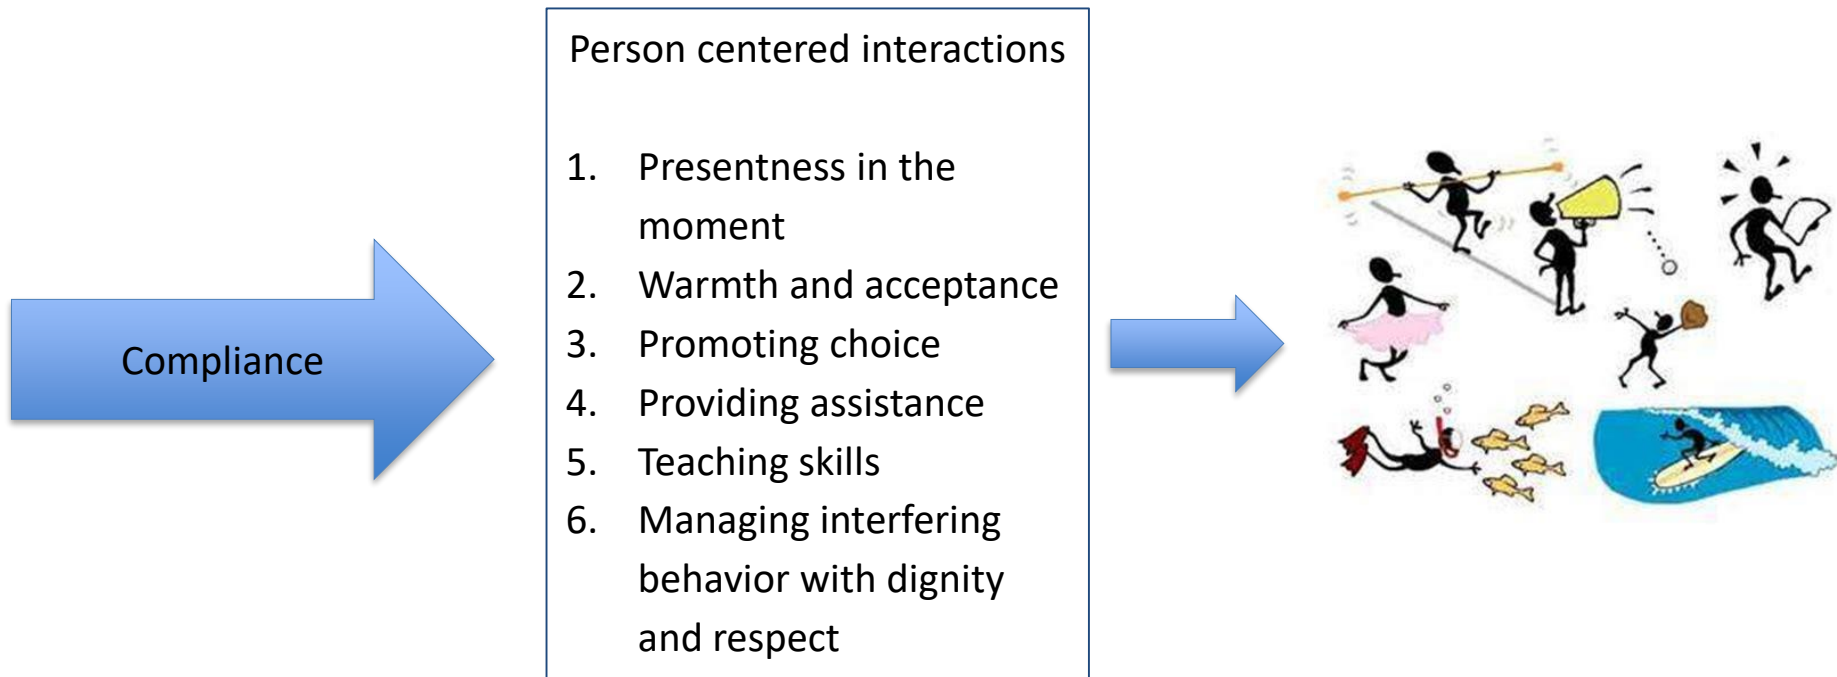 Compliance
Person centered interactions
1. Presentness in the
moment
2. Warmth and acceptance
3. Promoting choice
4. Providing assistance
5. Teaching skills
6. Managing interfering
behavior with dignity
and respect